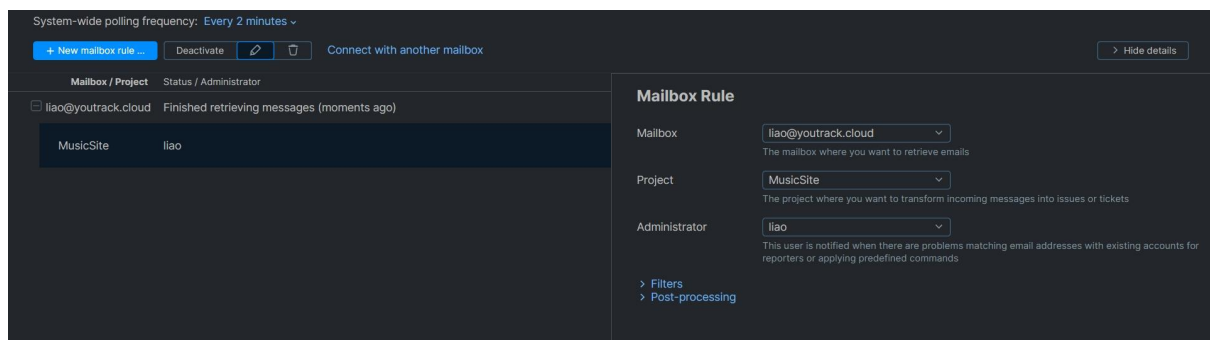 System-wide polling frequency: Every 2 minutes
+ New mailbox rule ... Deactivate Connect with another mailbox > Hide details
Mailbox / Project Status / Administrator
liao@youtrack.cloud Finished retrieving messages (moments ago)
MusicSite liao
Mailbox Rule
Mailbox liao@youtrack.cloud
The mailbox where you want to retrieve emails
Project MusicSite
The project where you want to transform incoming messages into issues or tickets
Administrator liao
This user is notified when there are problems matching email addresses with existing accounts for
reporters or applying predefined commands
> Filters
> Post-processing